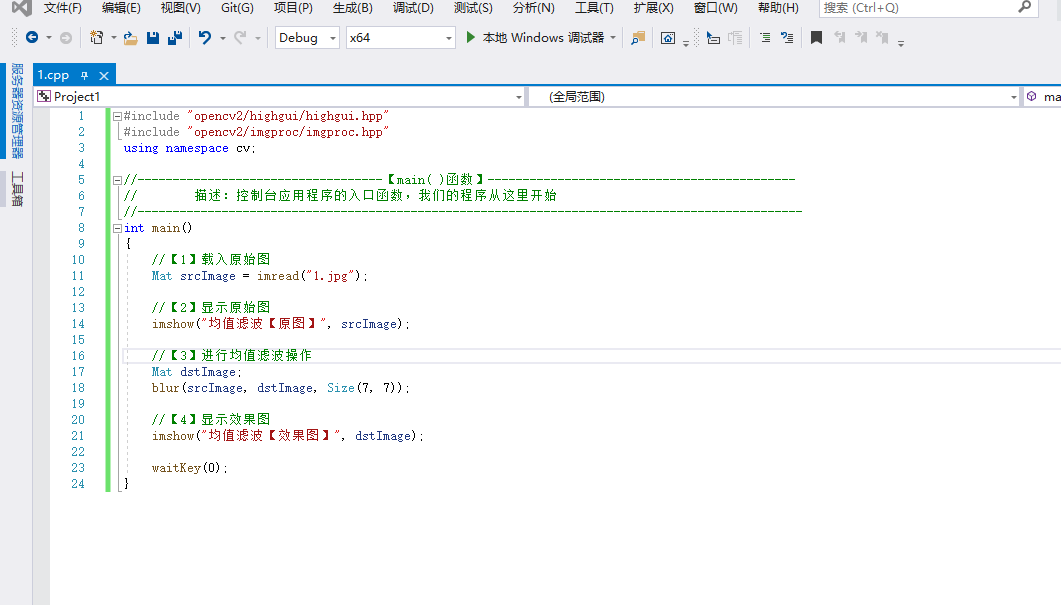 文件(F) 编辑(E) 视图(V) Git(G) 项目(P) 生成(B) 调试(D) 测试(S) 分析(N) 工具(T) 扩展(X) 窗口(W) 帮助(H) 搜索 (Ctrl+Q)
Debug x64 本地 Windows 调试器
服务器资源管理器
工具箱
1.cpp
Project1 (全局范围) ma
1 #include "opencv2/highgui/highgui.hpp"
2 #include "opencv2/imgproc/imgproc.hpp"
3 using namespace cv;
4
5 //-----------------------------------【main( )函数】--------------------------------------------
6 // 描述：控制台应用程序的入口函数，我们的程序从这里开始
7 //-----------------------------------------------------------------------------------------------
8 int main()
9 {
10 //【1】载入原始图
11 Mat srcImage = imread("1.jpg");
12
13 //【2】显示原始图
14 imshow("均值滤波【原图】", srcImage);
15
16 //【3】进行均值滤波操作
17 Mat dstImage;
18 blur(srcImage, dstImage, Size(7, 7));
19
20 //【4】显示效果图
21 imshow("均值滤波【效果图】", dstImage);
22
23 waitKey(0);
24 }